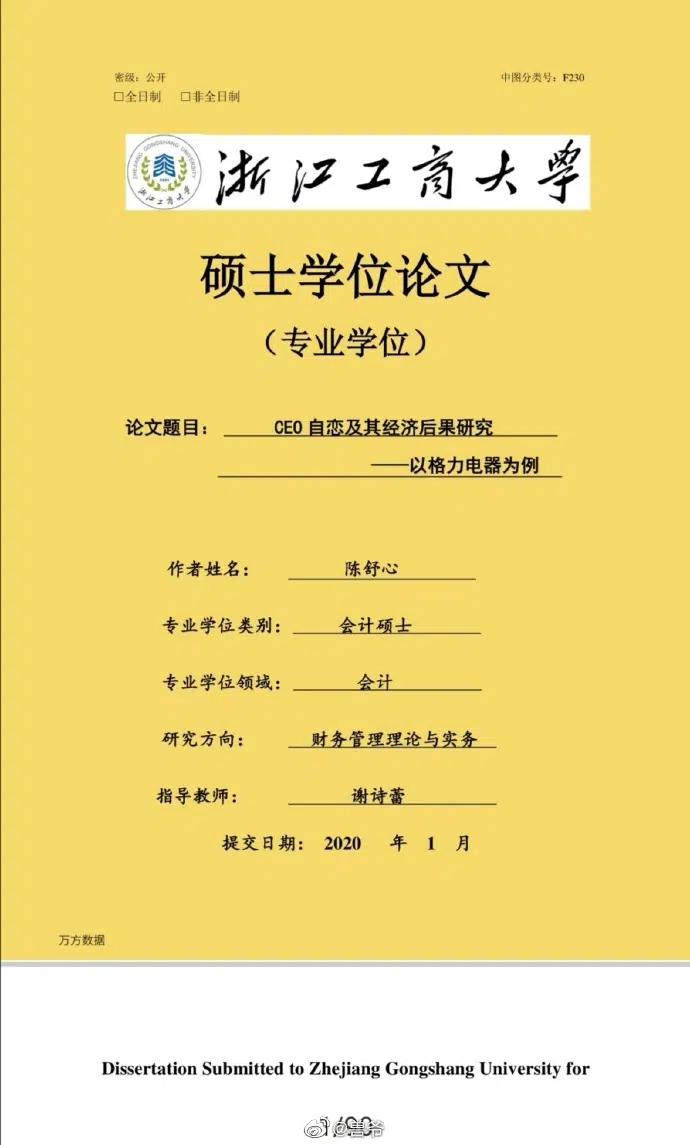 密级：公开 中图分类号：F230
□全日制 □非全日制
ZHEJIANG GONGSHANG UNIVERSITY
1911
浙江工商大学
浙江工商大學
硕士学位论文
（专业学位）
论文题目： CEO 自恋及其经济后果研究
——以格力电器为例
作者姓名： 陈舒心
专业学位类别： 会计硕士
专业学位领域： 会计
研究方向： 财务管理理论与实务
指导教师： 谢诗蕾
提交日期： 2020 年 1 月
万方数据
Dissertation Submitted to Zhejiang Gongshang University for
@兽爷